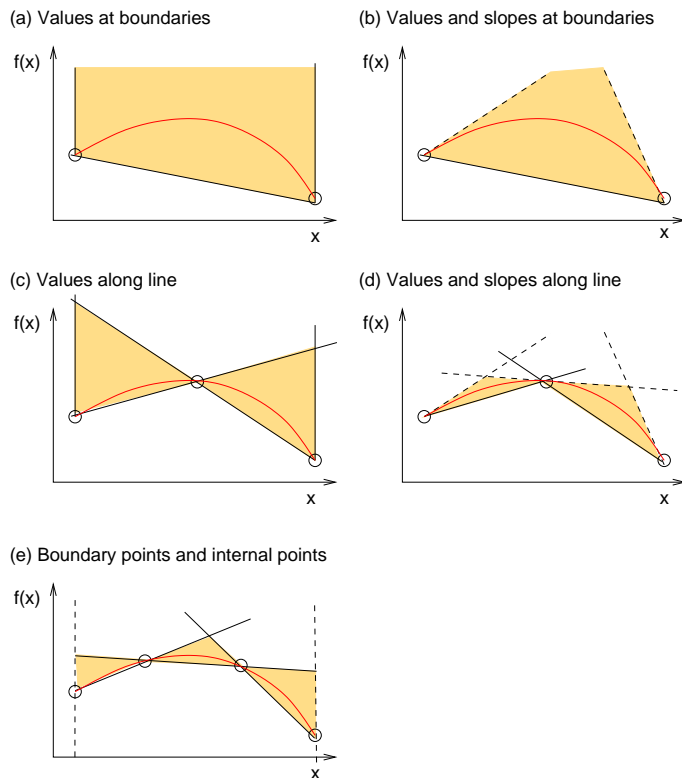 (a) Values at boundaries
f(x)
x
(b) Values and slopes at boundaries
f(x)
x
(c) Values along line
f(x)
x
(d) Values and slopes along line
f(x)
x
(e) Boundary points and internal points
f(x)
x